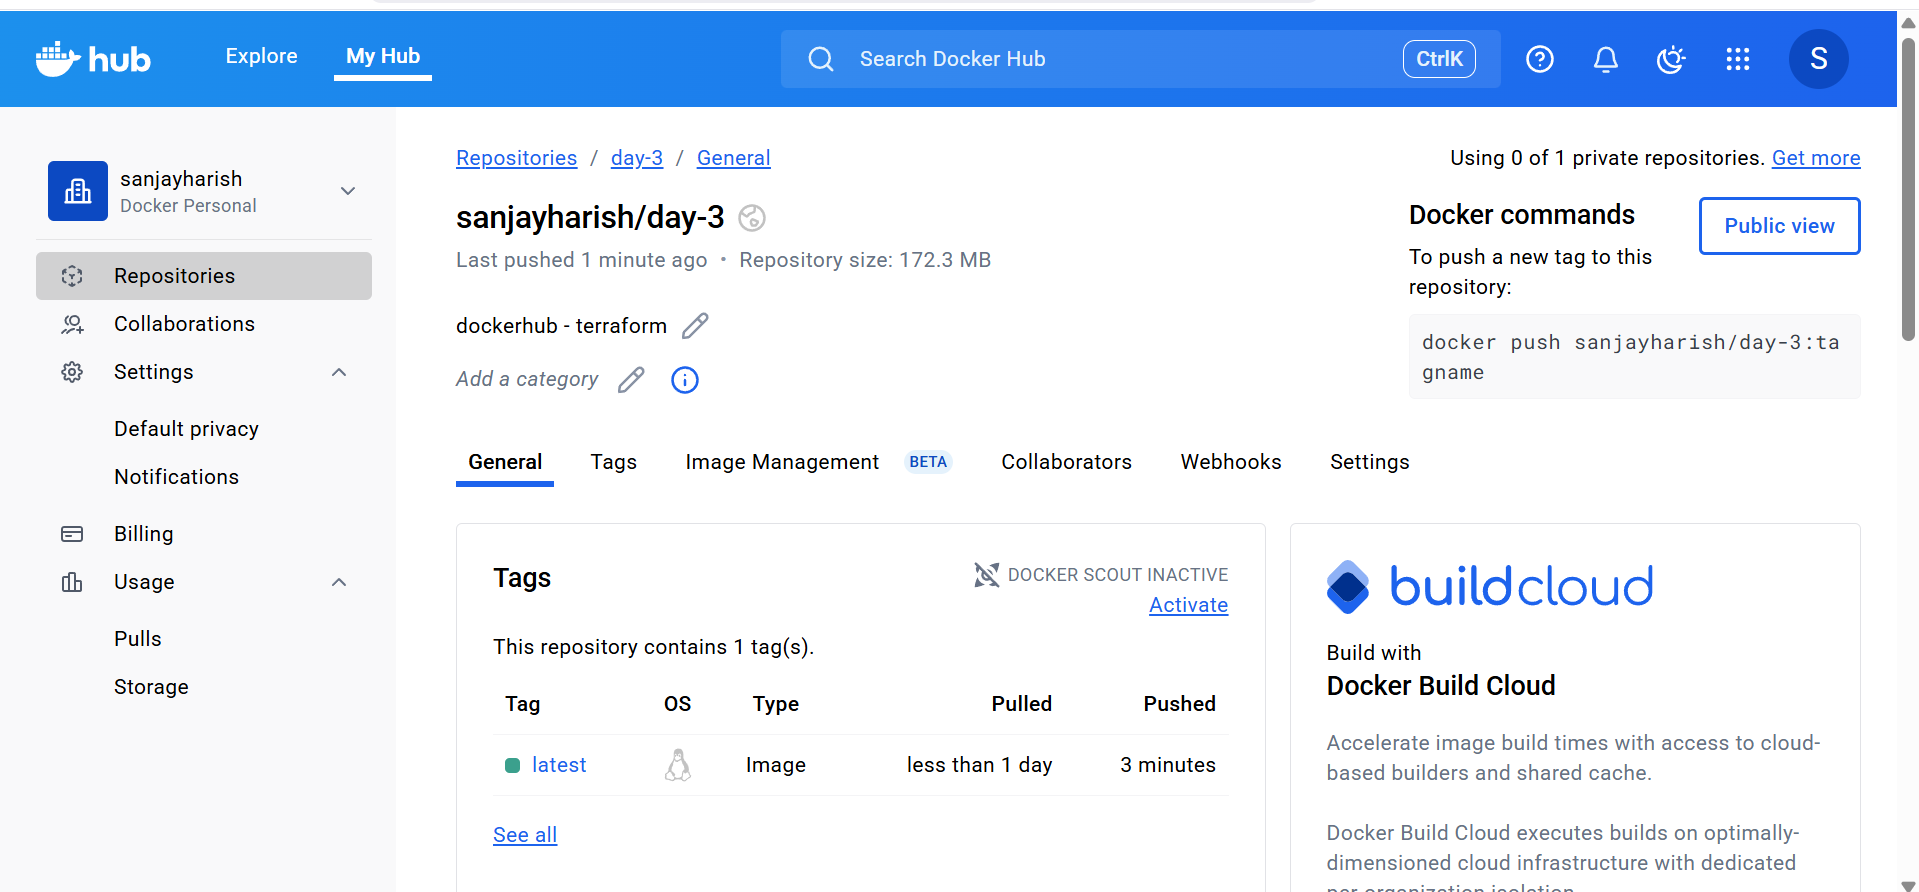 hub
Explore
My Hub
Search Docker Hub
CtrlK
S
sanjayharish
Docker Personal
Repositories
Collaborations
Settings
Default privacy
Notifications
Billing
Usage
Pulls
Storage
Repositories / day-3 / General
Using 0 of 1 private repositories. Get more
sanjayharish/day-3
Last pushed 1 minute ago • Repository size: 172.3 MB
dockerhub - terraform
Add a category
Docker commands
Public view
To push a new tag to this
repository:
docker push sanjayharish/day-3:ta
gname
General
Tags
Image Management BETA
Collaborators
Webhooks
Settings
Tags
DOCKER SCOUT INACTIVE
Activate
This repository contains 1 tag(s).
Tag OS Type Pulled Pushed
latest Image less than 1 day 3 minutes
See all
buildcloud
Build with
Docker Build Cloud
Accelerate image build times with access to cloud-
based builders and shared cache.
Docker Build Cloud executes builds on optimally-
dimensioned cloud infrastructure with dedicated
per-organization isolation.